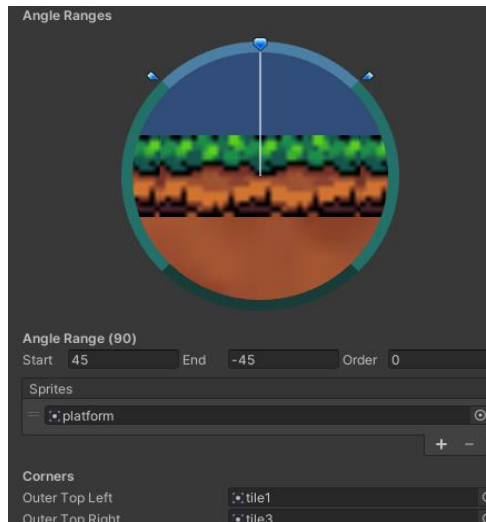 Angle Ranges
Angle Range (90)
Start 45 End -45 Order 0
Sprites
platform
+ −
Corners
Outer Top Left tile1
Outer Top Right tile3